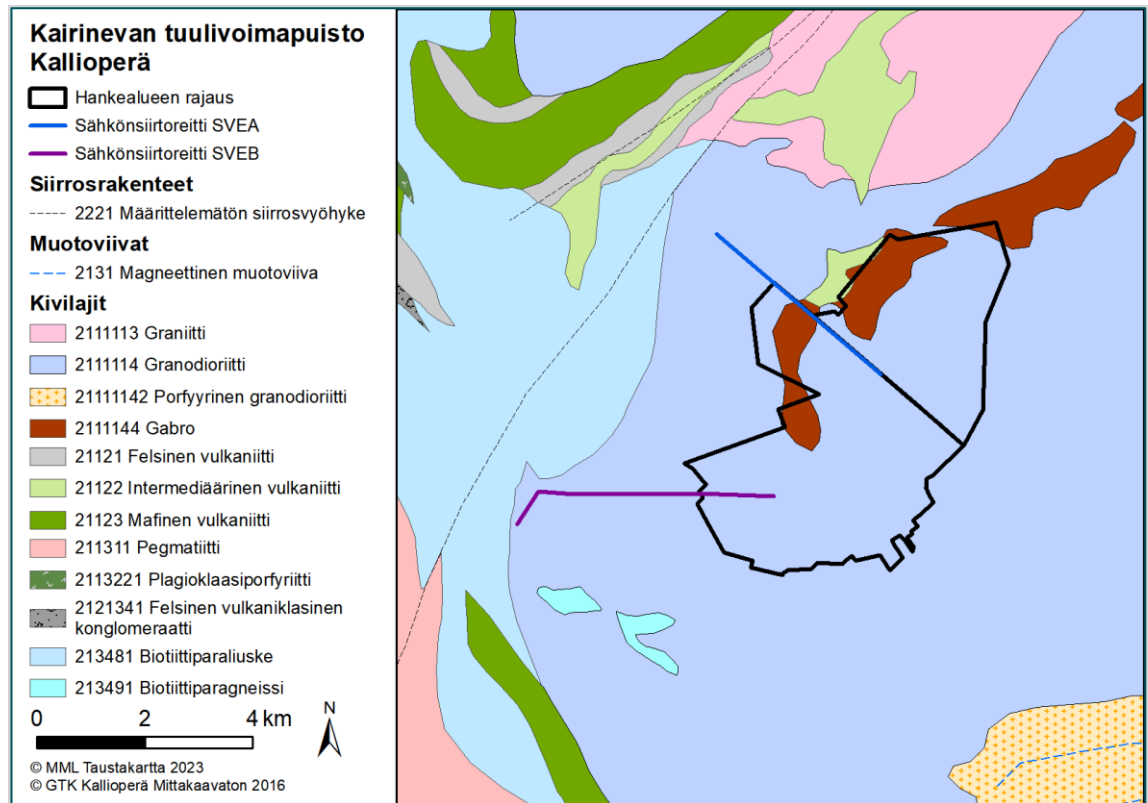 Kairinevan tuulivoimapuisto
Kallioperä
Hankealueen rajaus
Sähkönsiirtoreitti SVEA
Sähkönsiirtoreitti SVEB
Siirrosrakenteet
2221 Määrittelemätön siirrosvyöhyke
Muotoviivat
2131 Magneettinen muotoviiva
Kivilajit
2111113 Graniitti
2111114 Granodioriitti
21111142 Porfyyrinen granodioriitti
2111144 Gabro
21121 Felsinen vulkaniitti
21122 Intermediäärinen vulkaniitti
21123 Mafinen vulkaniitti
211311 Pegmatiitti
2113221 Plagioklaasiporfyriitti
2121341 Felsinen vulkaniklasinen
konglomeraatti
213481 Biotiittiparaliuske
213491 Biotiittiparagneissi
0 2 4 km
N
© MML Taustakartta 2023
© GTK Kallioperä Mittakaavaton 2016